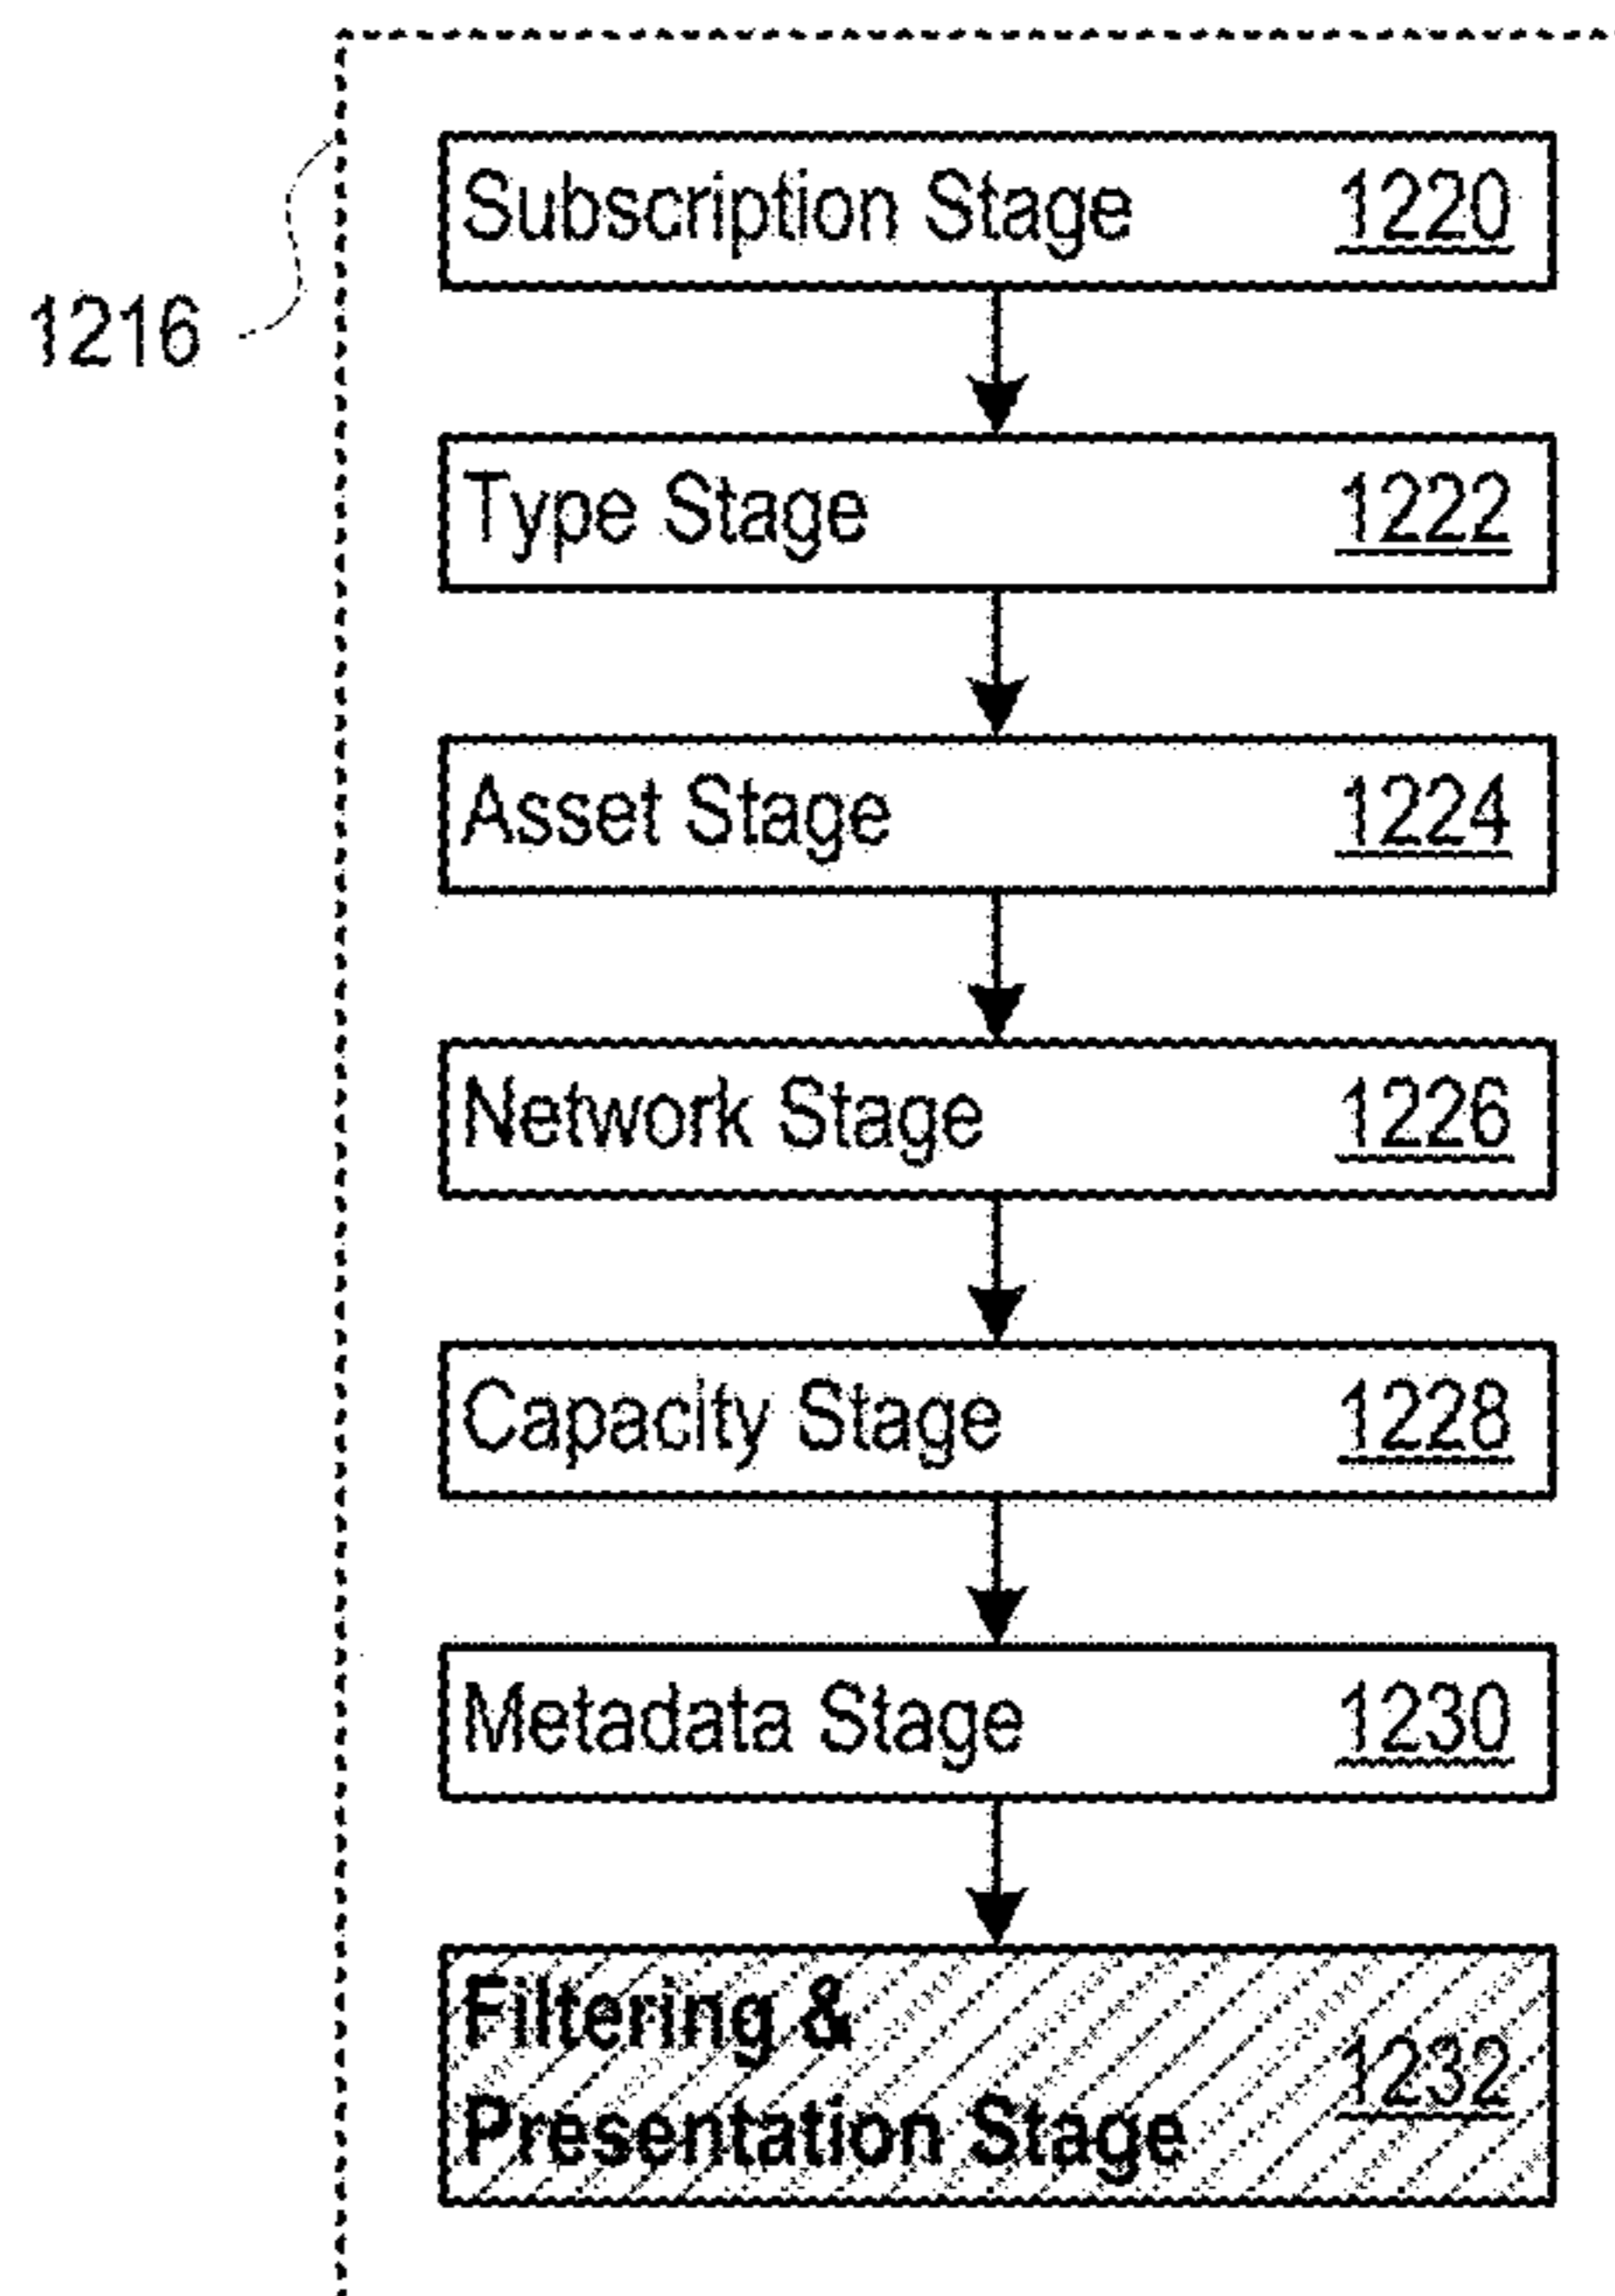 Subscription Stage 1220
1216
Type Stage 1222
Asset Stage 1224
Network Stage 1226
Capacity Stage 1228
Metadata Stage 1230
Filtering &
Presentation Stage 1232